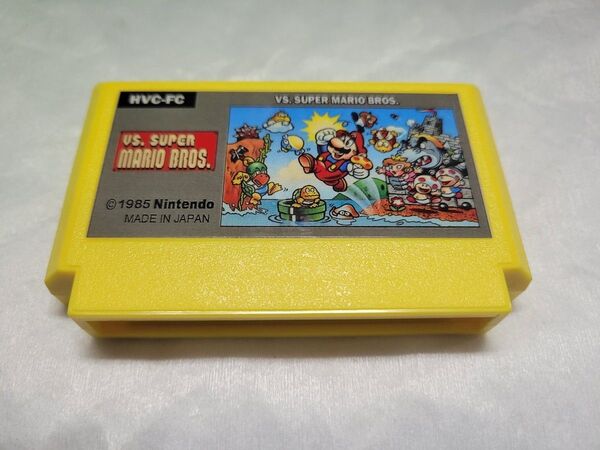 HVC-FC
VS. SUPER MARIO BROS.
VS. SUPER
MARIO BROS.
©1985 Nintendo
MADE IN JAPAN